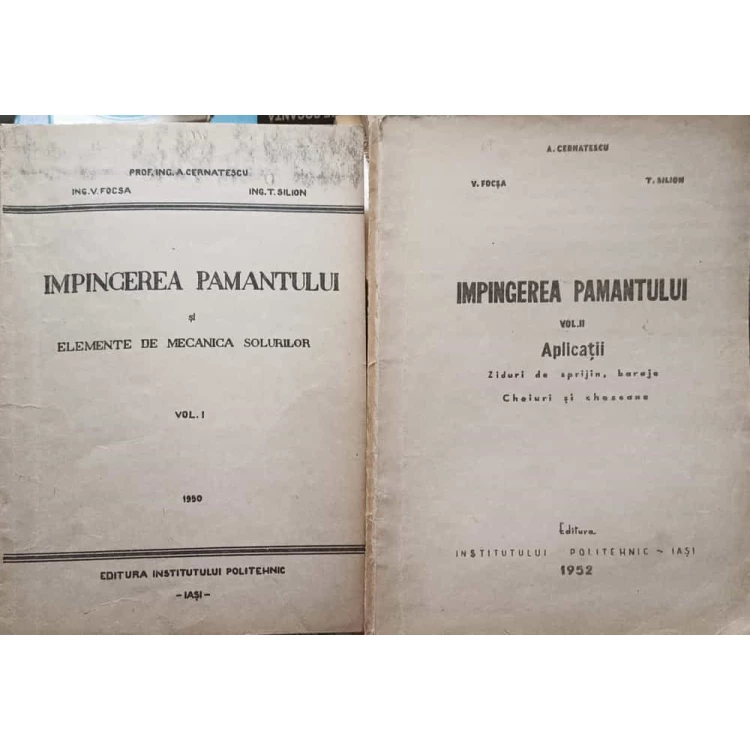 PROF. ING. A. CERNATESCU
ING. V. FOCSA ING. T. SILION
IMPINGEREA PAMANTULUI
și
ELEMENTE DE MECANICA SOLURILOR
VOL. I
1950
EDITURA INSTITUTULUI POLITEHNIC
- IAȘI -
A. CERNATESCU
V. FOCȘA T. SILION
IMPINGEREA PAMANTULUI
VOL. II
Aplicații
Ziduri de sprijin, baraje
Cheiuri și chesoane
Editura
INSTITUTULUI POLITEHNIC ~ IAȘI
1952